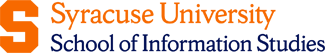 S Syracuse University
School of Information Studies